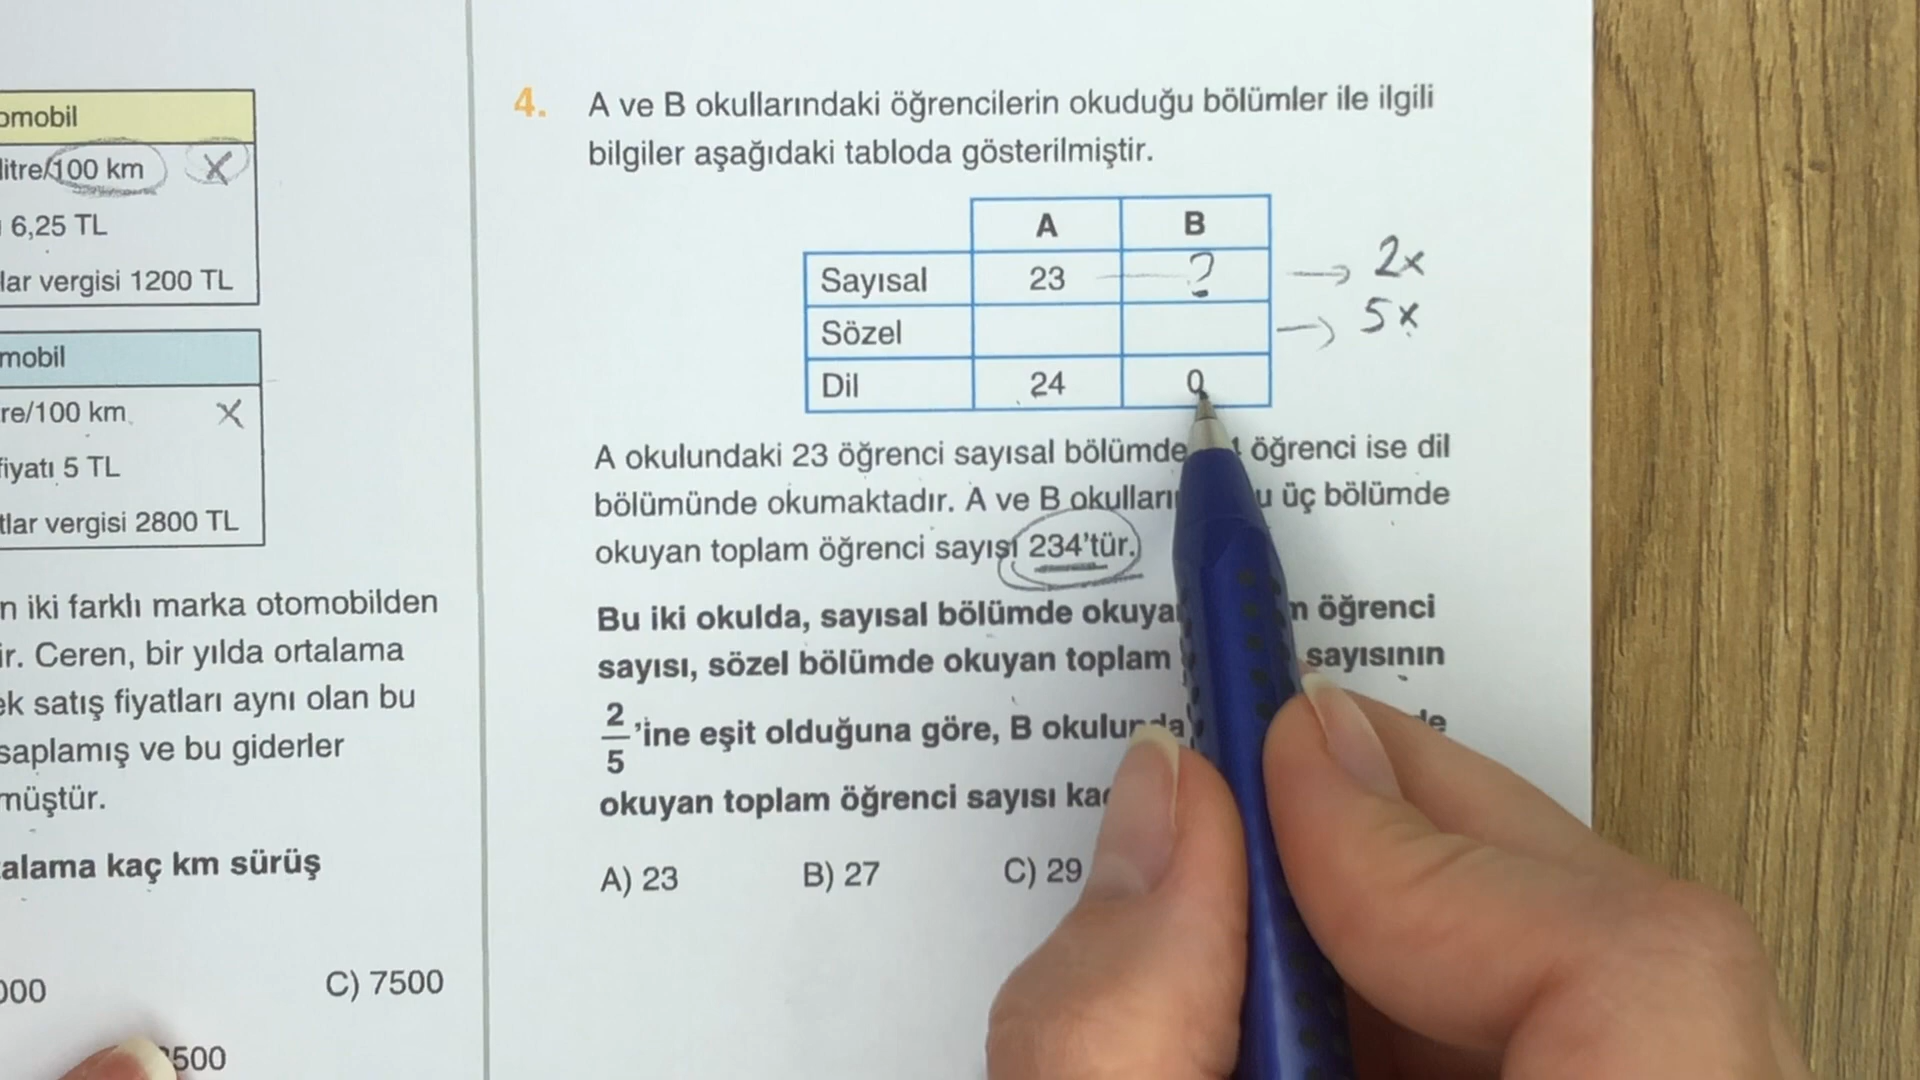 omobil
litre/100 km X
6,25 TL
lar vergisi 1200 TL
mobil
re/100 km X
fiyatı 5 TL
tlar vergisi 2800 TL
n iki farklı marka otomobilden
ir. Ceren, bir yılda ortalama
ek satış fiyatları aynı olan bu
saplamış ve bu giderler
müştür.
alama kaç km sürüş
000 C) 7500
500
4. A ve B okullarındaki öğrencilerin okuduğu bölümler ile ilgili
bilgiler aşağıdaki tabloda gösterilmiştir.
A B
Sayısal 23 ? → 2x
Sözel → 5x
Dil 24 0
A okulundaki 23 öğrenci sayısal bölümde öğrenci ise dil
bölümünde okumaktadır. A ve B okulları üç bölümde
okuyan toplam öğrenci sayısı 234'tür.
Bu iki okulda, sayısal bölümde okuya öğrenci
sayısı, sözel bölümde okuyan toplam sayısının
2/5 'ine eşit olduğuna göre, B okulunda
okuyan toplam öğrenci sayısı
A) 23 B) 27 C) 29